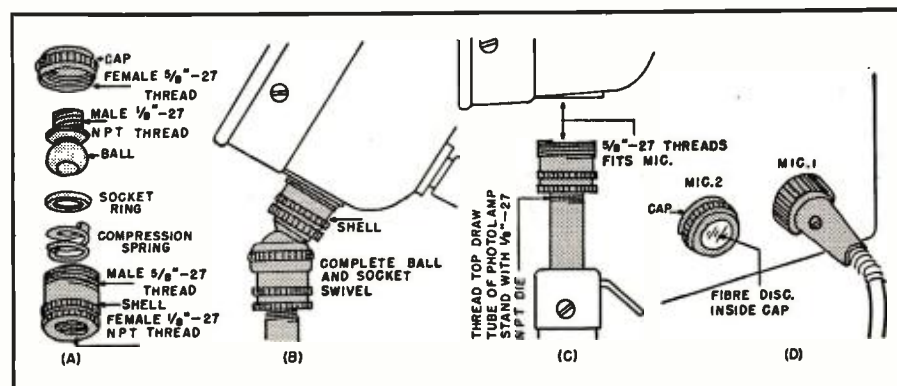 CAP
FEMALE 5/8"-27
THREAD
MALE 1/8"-27
NPT THREAD
BALL
SOCKET
RING
COMPRESSION
SPRING
MALE 5/8"-27
THREAD
SHELL
FEMALE 1/8"-27
NPT THREAD
(A)
SHELL
COMPLETE BALL
AND SOCKET
SWIVEL
(B)
5/8"-27 THREADS
FITS MIC.
THREAD TOP DRAW
TUBE OF PHOTOLAMP
STAND WITH 1/8"-27
NPT DIE
(C)
MIC.2
CAP
MIC.1
FIBRE DISC.
INSIDE CAP
(D)